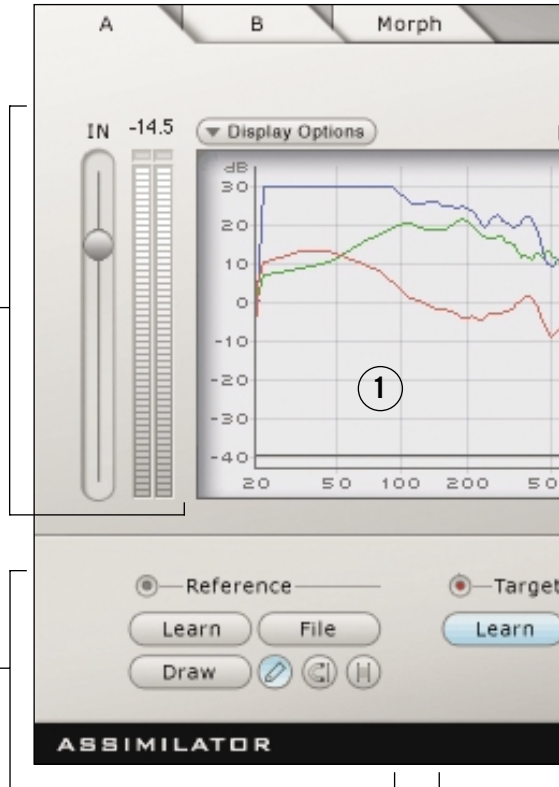 A B Morph
IN -14.5 Display Options
dB
30
20
10
0
-10
-20
-30
-40
20 50 100 200
1
Reference Target
Learn File Learn
Draw
ASSIMILATOR